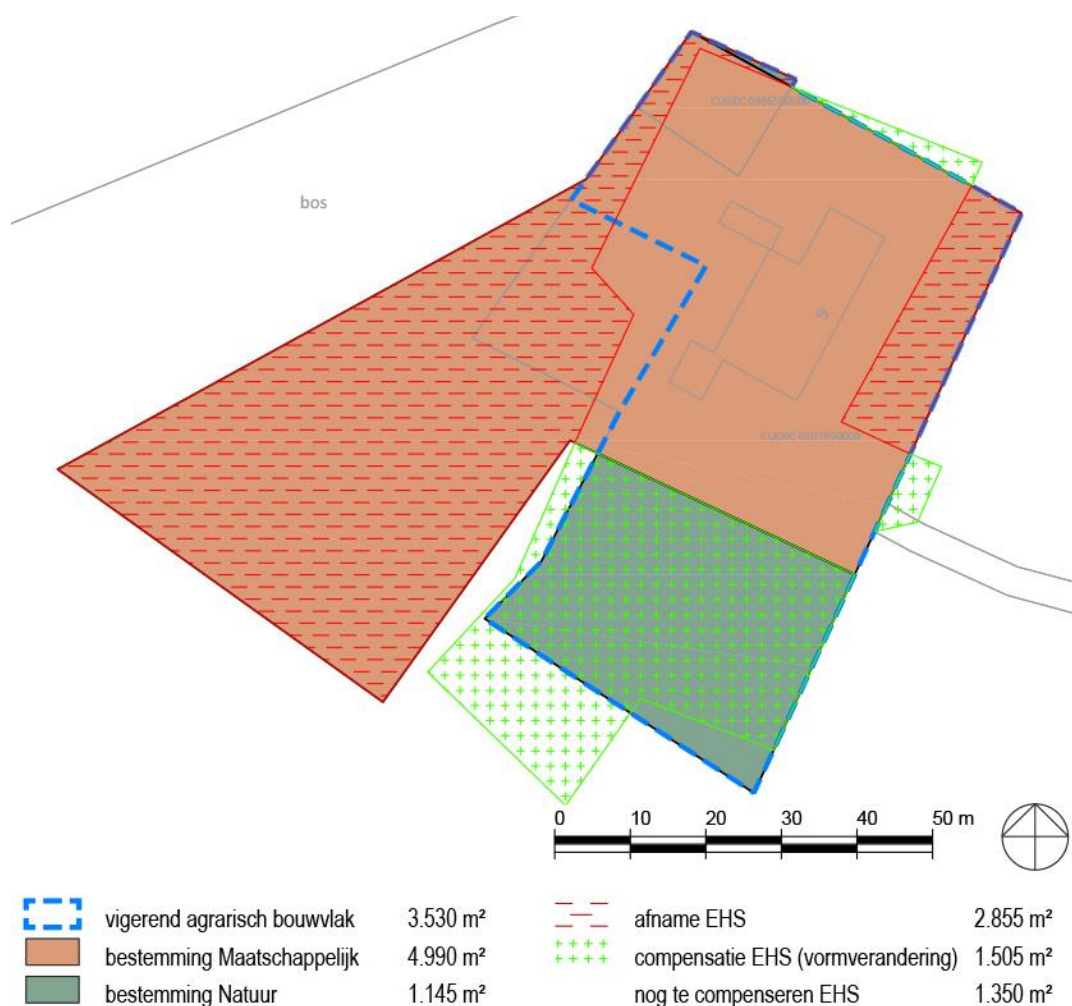 bos
9
0 10 20 30 40 50 m
vigerend agrarisch bouwvlak 3.530 m²
bestemming Maatschappelijk 4.990 m²
bestemming Natuur 1.145 m²
afname EHS 2.855 m²
compensatie EHS (vormverandering) 1.505 m²
nog te compenseren EHS 1.350 m²